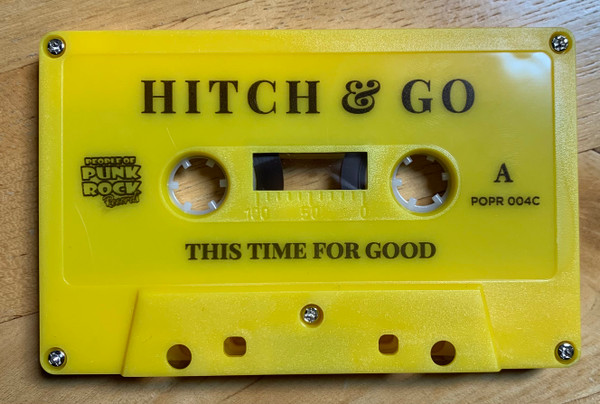 HITCH & GO
PEOPLE OF
PUNK
ROCK
Records
A
POPR 004C
100 50 0
THIS TIME FOR GOOD